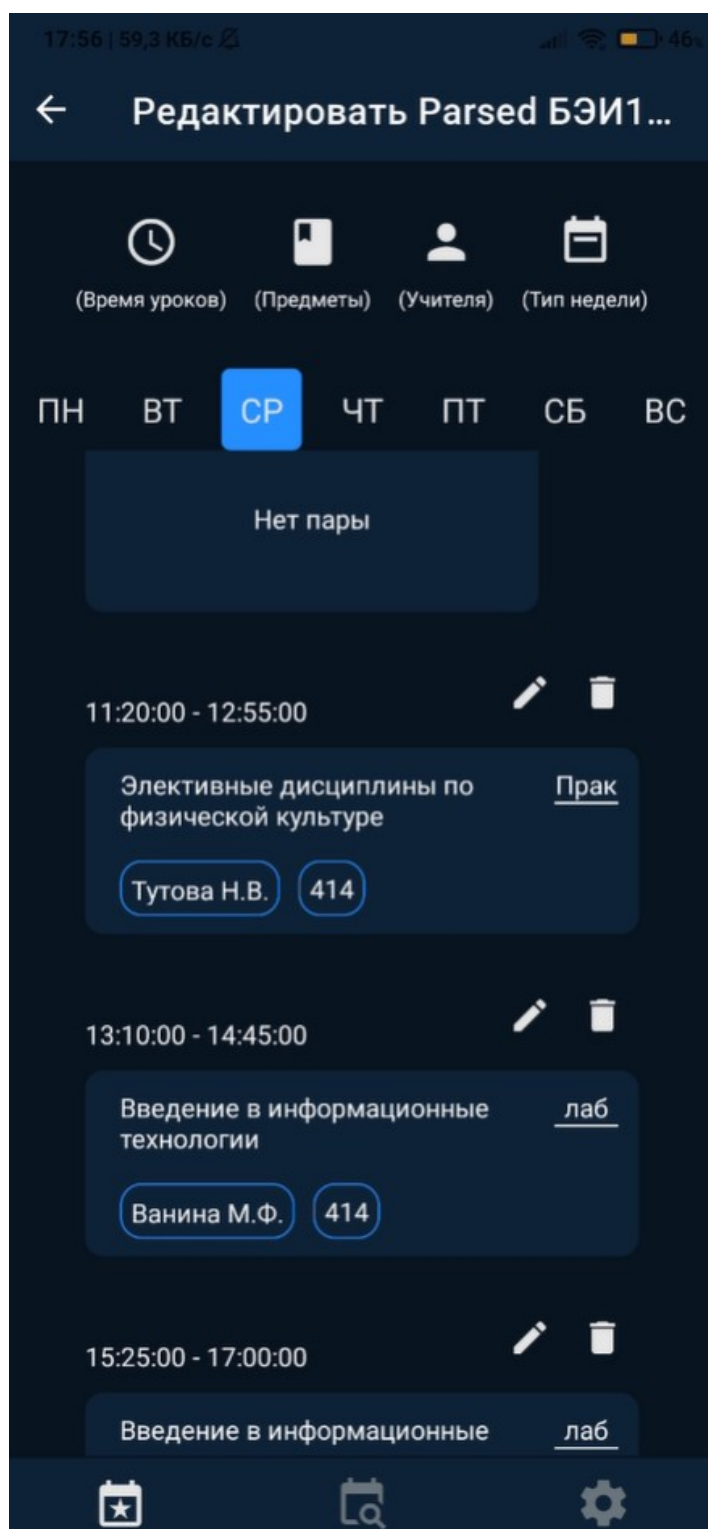 17:56 | 59,3 КБ/с 46%
Редактировать Parsed БЭИ1...
(Время уроков) (Предметы) (Учителя) (Тип недели)
ПН ВТ СР ЧТ ПТ СБ ВС
Нет пары
11:20:00 - 12:55:00
Элективные дисциплины по Прак
физической культуре
Тутова Н.В. 414
13:10:00 - 14:45:00
Введение в информационные лаб
технологии
Ванина М.Ф. 414
15:25:00 - 17:00:00
Введение в информационные лаб